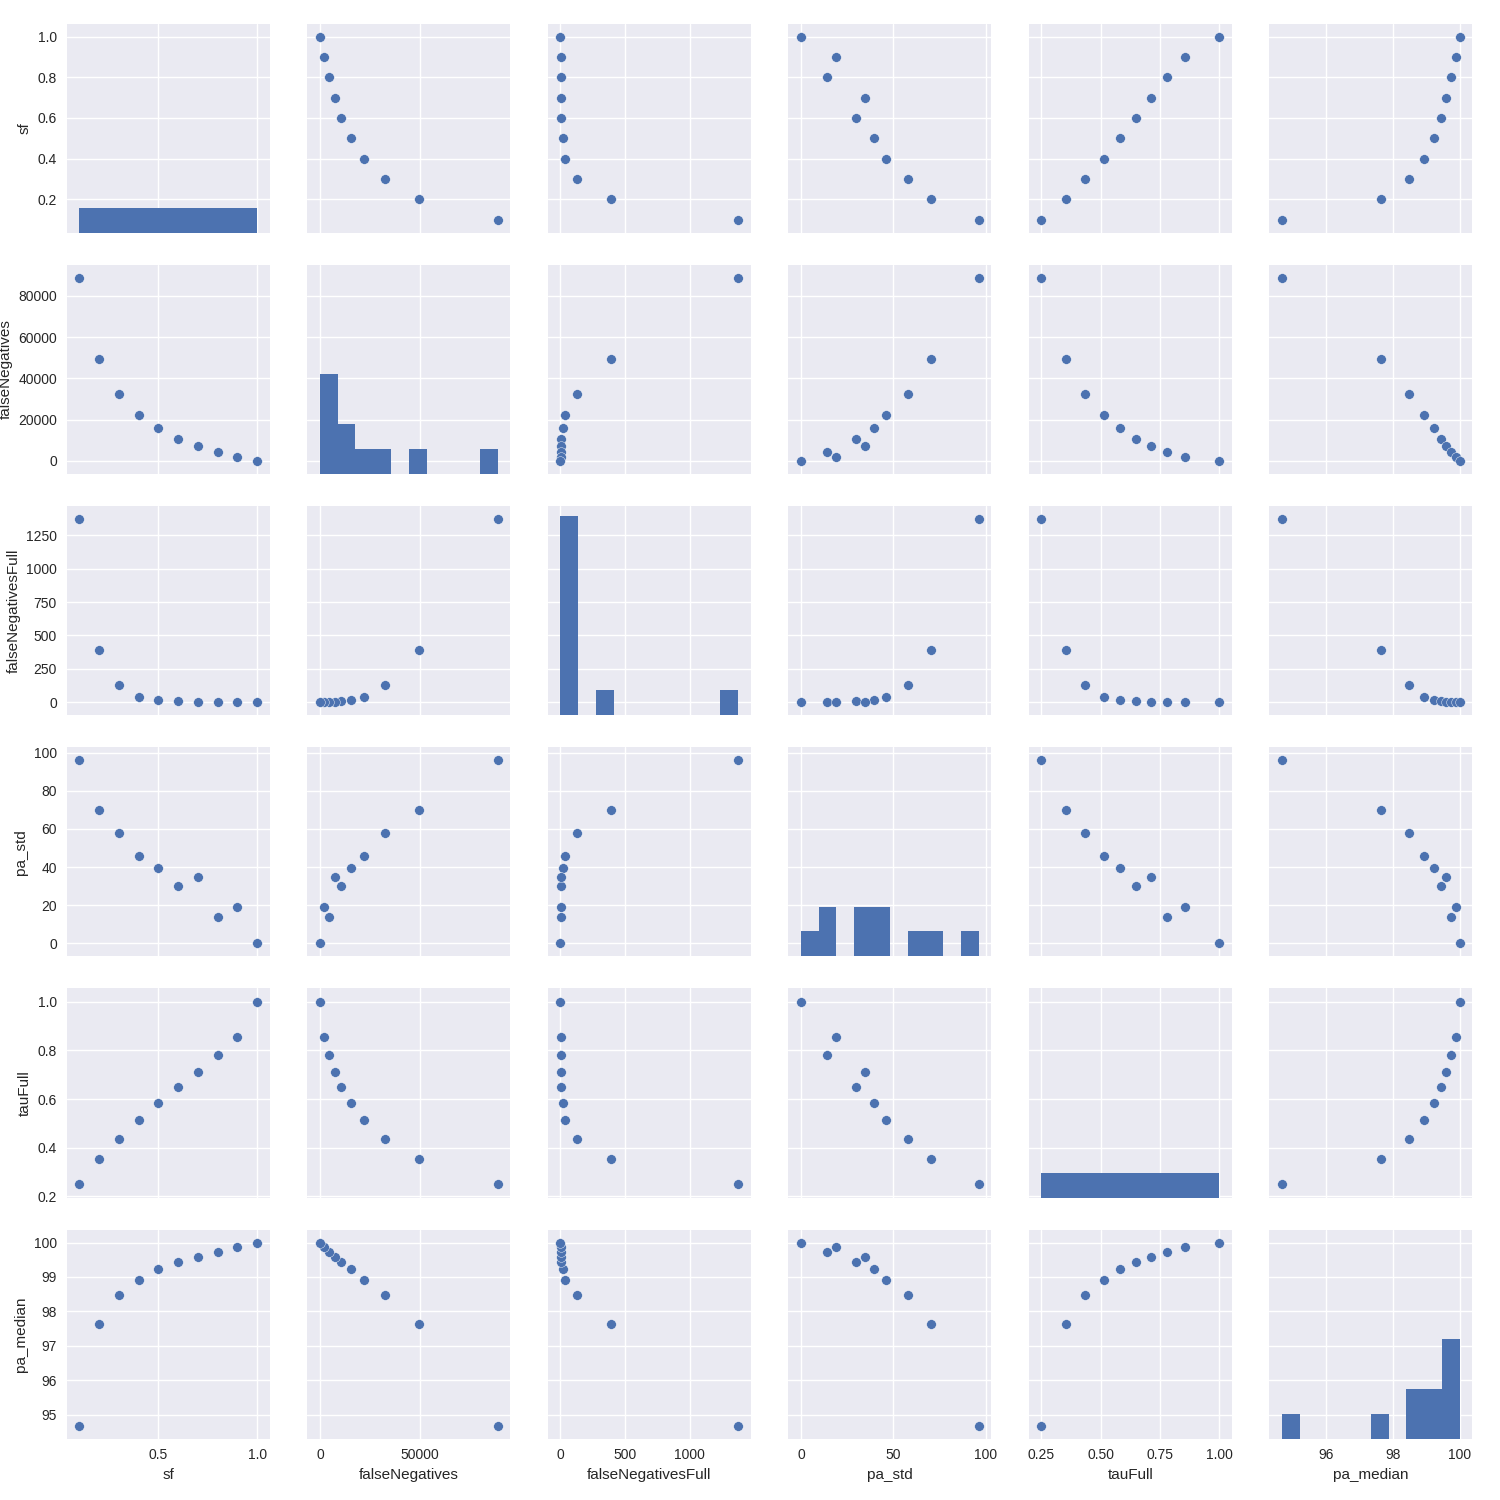 1.0
0.8
0.6
0.4
0.2
sf
80000
60000
40000
20000
0
falseNegatives
1250
1000
750
500
250
0
falseNegativesFull
100
80
60
40
20
0
pa_std
1.0
0.8
0.6
0.4
0.2
tauFull
100
99
98
97
96
95
pa_median
0.5 1.0
sf
0 50000
falseNegatives
0 500 1000
falseNegativesFull
0 50 100
pa_std
0.25 0.50 0.75 1.00
tauFull
96 98 100
pa_median